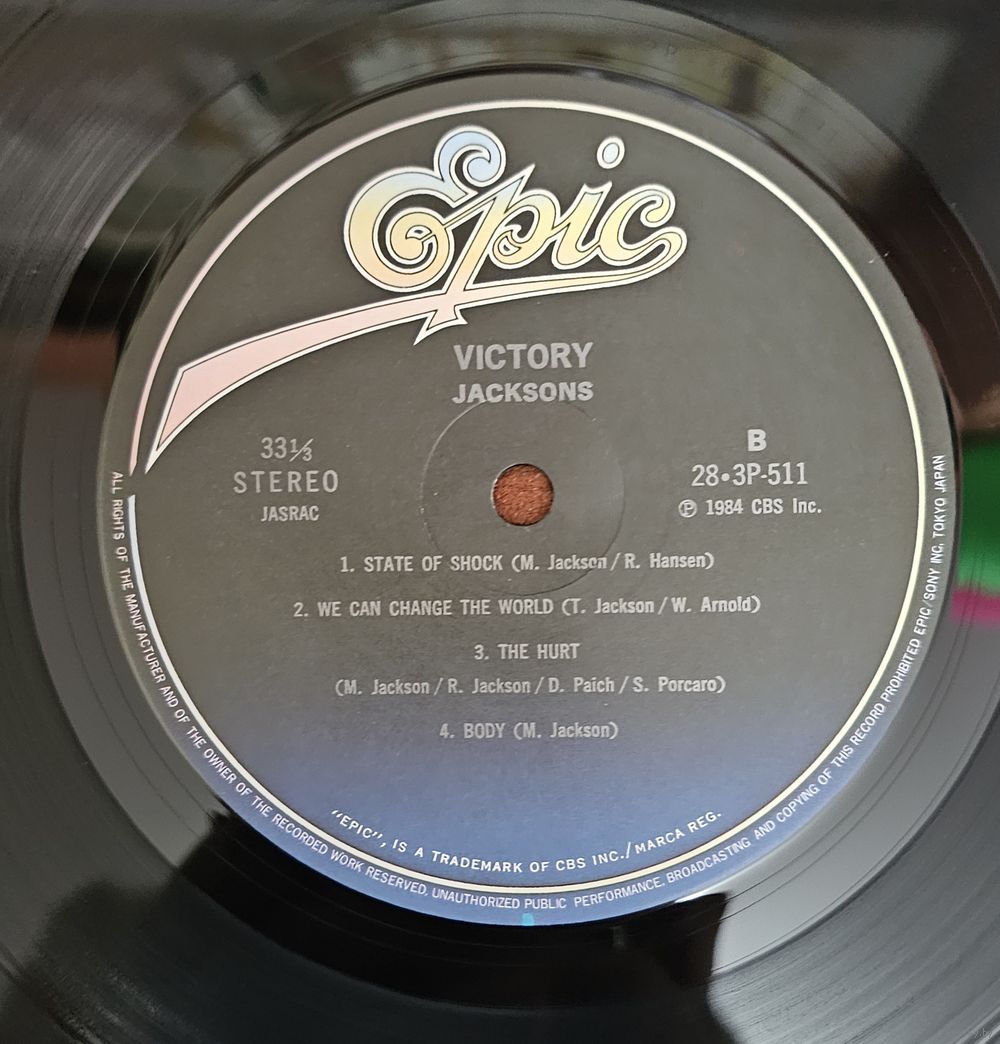 Epic
VICTORY
JACKSONS
33⅓
STEREO
JASRAC
B
28•3P-511
Ⓟ 1984 CBS Inc.
1. STATE OF SHOCK (M. Jackson / R. Hansen)
2. WE CAN CHANGE THE WORLD (T. Jackson / W. Arnold)
3. THE HURT
(M. Jackson / R. Jackson / D. Paich / S. Porcaro)
4. BODY (M. Jackson)
"EPIC", IS A TRADEMARK OF CBS INC./MARCA REG.
ALL RIGHTS OF THE MANUFACTURER AND OF THE OWNER OF THE RECORDED WORK RESERVED. UNAUTHORIZED PUBLIC PERFORMANCE. BROADCASTING AND COPYING OF THIS RECORD PROHIBITED EPIC/SONY INC. TOKYO JAPAN